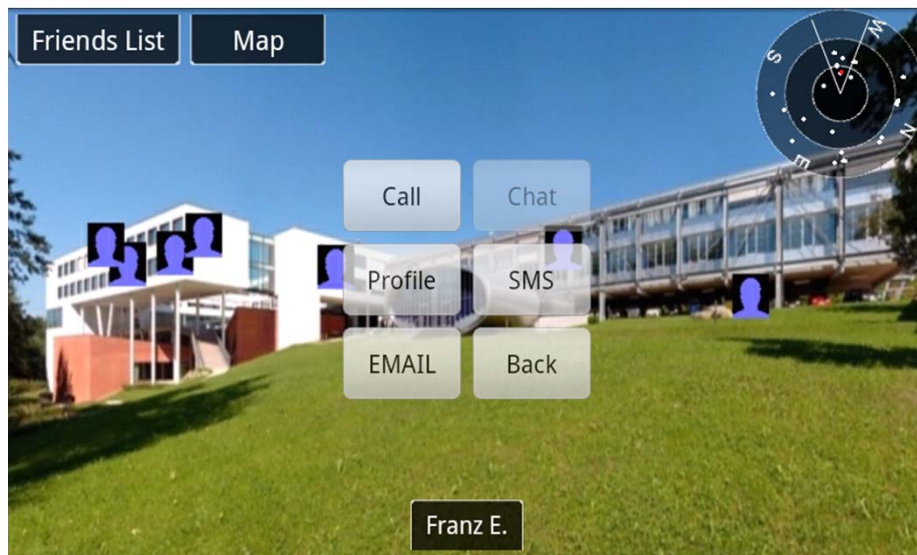 Friends List
Map
S
W
N
E
Call
Chat
Profile
SMS
EMAIL
Back
Franz E.